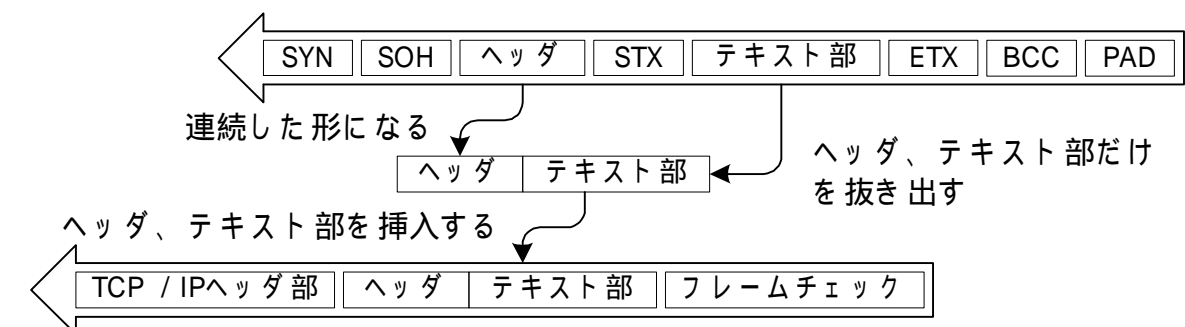 SYN SOH ヘッダ STX テキスト部 ETX BCC PAD
連続した形になる
ヘッダ、テキスト部だけ
を抜き出す
ヘッダ テキスト部
ヘッダ、テキスト部を挿入する
TCP / IPヘッダ部 ヘッダ テキスト部 フレームチェック